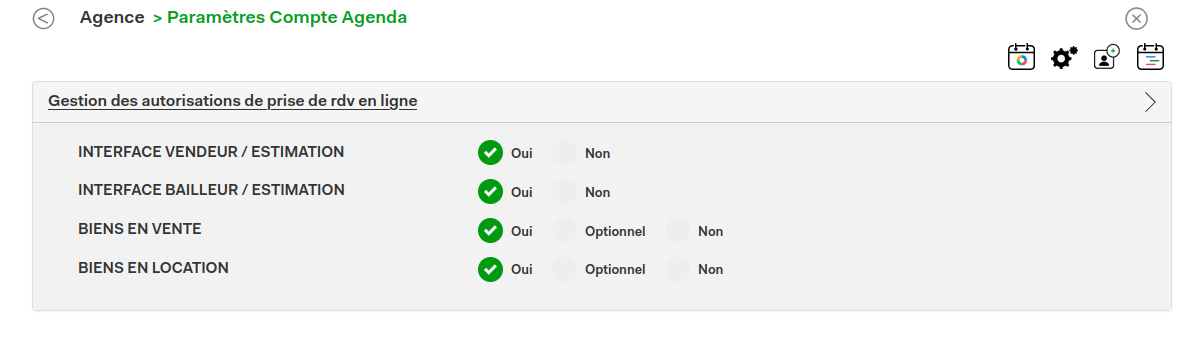 Agence > Paramètres Compte Agenda
Gestion des autorisations de prise de rdv en ligne
INTERFACE VENDEUR / ESTIMATION Oui Non
INTERFACE BAILLEUR / ESTIMATION Oui Non
BIENS EN VENTE Oui Optionnel Non
BIENS EN LOCATION Oui Optionnel Non